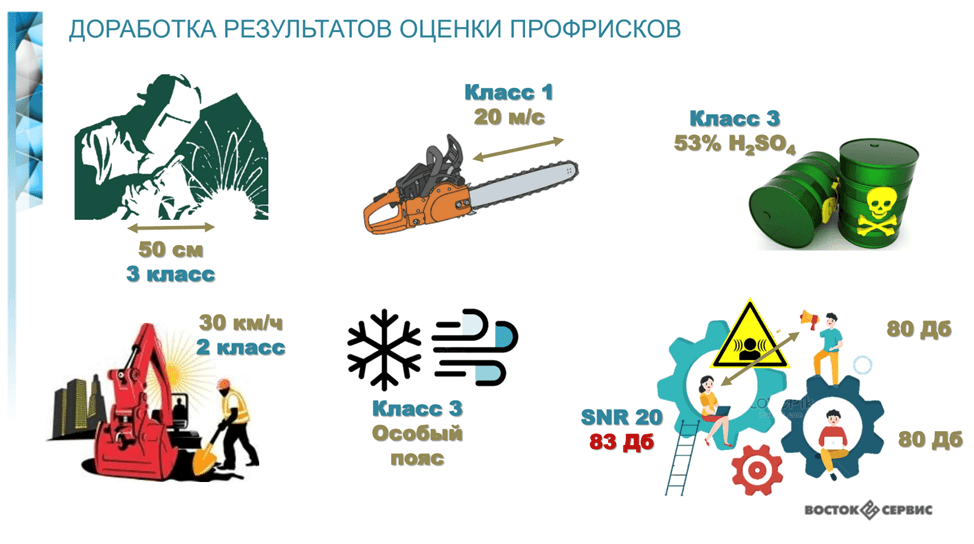 ДОРАБОТКА РЕЗУЛЬТАТОВ ОЦЕНКИ ПРОФРИСКОВ
Класс 1
20 м/с
Класс 3
53% H₂SO₄
50 см
3 класс
30 км/ч
2 класс
Класс 3
Особый
пояс
80 Дб
SNR 20
83 Дб
80 Дб
ВОСТОК СЕРВИС